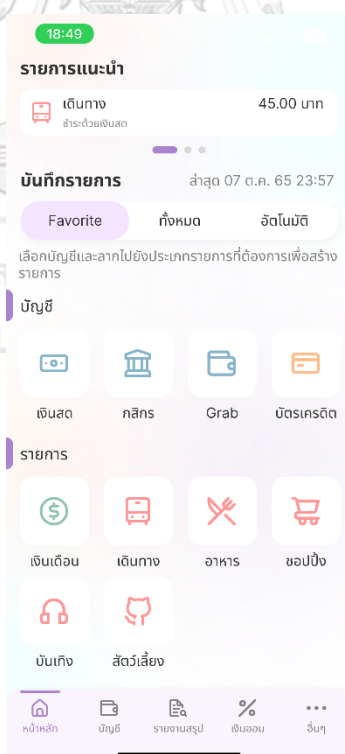 18:49
รายการแนะนำ
เดินทาง 45.00 บาท
ชำระด้วยเงินสด
บันทึกรายการ ล่าสุด 07 ต.ค. 65 23:57
Favorite ทั้งหมด อัตโนมัติ
เลือกบัญชีและลากไปยังประเภทรายการที่ต้องการเพื่อสร้าง
รายการ
บัญชี
เงินสด กสิกร Grab บัตรเครดิต
รายการ
เงินเดือน เดินทาง อาหาร ชอปปิ้ง
บันเทิง สัตว์เลี้ยง
หน้าหลัก บัญชี รายงานสรุป เงินออม อื่นๆ